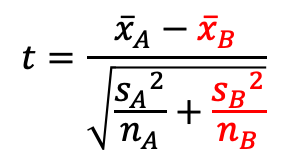 t = (x̄_A − x̄_B) / √(s_A²/n_A + s_B²/n_B)